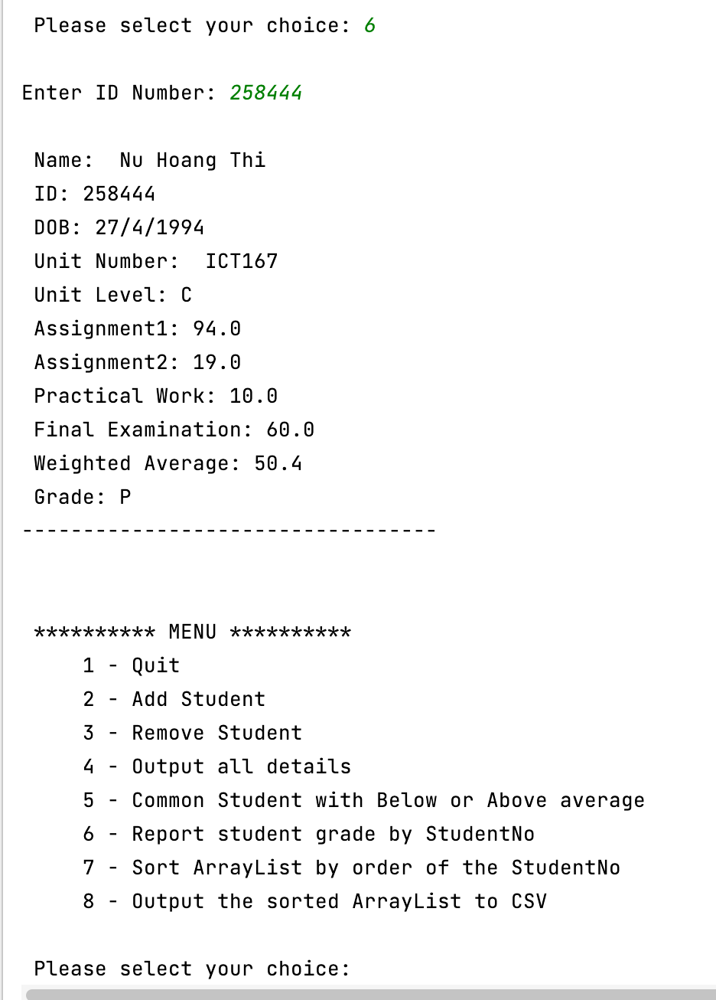 Please select your choice: 6
Enter ID Number: 258444
Name:  Nu Hoang Thi
ID: 258444
DOB: 27/4/1994
Unit Number:  ICT167
Unit Level: C
Assignment1: 94.0
Assignment2: 19.0
Practical Work: 10.0
Final Examination: 60.0
Weighted Average: 50.4
Grade: P
----------------------------------
********** MENU **********
1 - Quit
2 - Add Student
3 - Remove Student
4 - Output all details
5 - Common Student with Below or Above average
6 - Report student grade by StudentNo
7 - Sort ArrayList by order of the StudentNo
8 - Output the sorted ArrayList to CSV
Please select your choice: